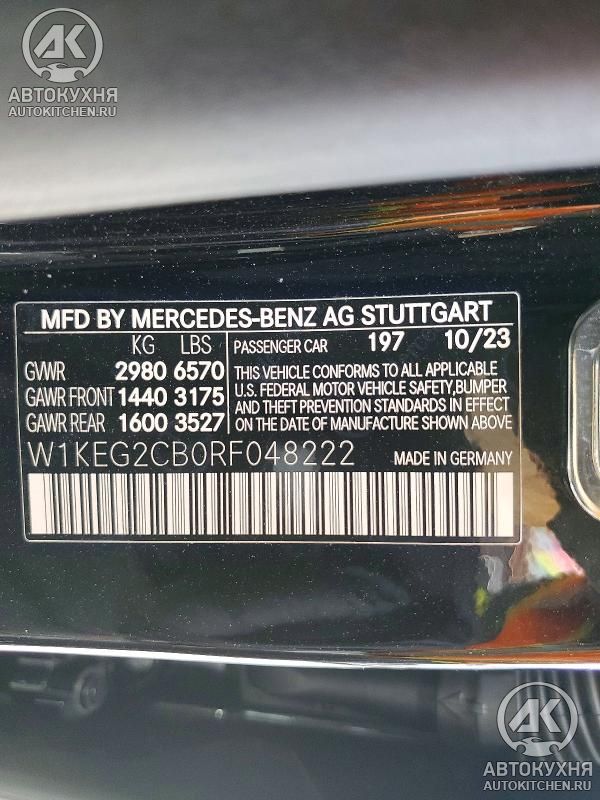 АК
АВТОКУХНЯ
AUTOKITCHEN.RU
MFD BY MERCEDES-BENZ AG STUTTGART
KG LBS
GWR 2980 6570
GAWR FRONT 1440 3175
GAWR REAR 1600 3527
PASSENGER CAR 197 10/23
THIS VEHICLE CONFORMS TO ALL APPLICABLE
U.S. FEDERAL MOTOR VEHICLE SAFETY, BUMPER
AND THEFT PREVENTION STANDARDS IN EFFECT
ON THE DATE OF MANUFACTURE SHOWN ABOVE
W1KEG2CB0RF048222 MADE IN GERMANY
АК
АВТОКУХНЯ
AUTOKITCHEN.RU